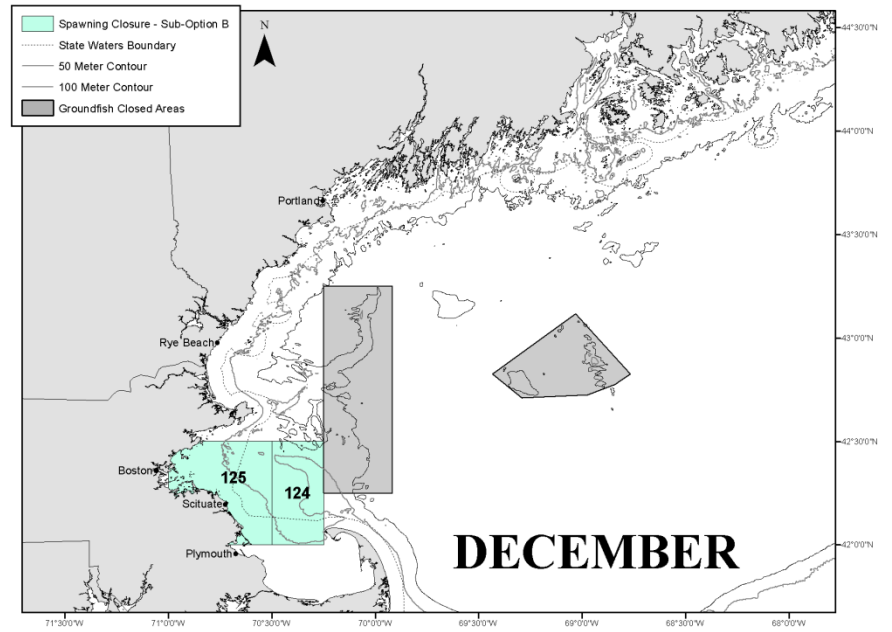 Spawning Closure - Sub-Option B
State Waters Boundary
50 Meter Contour
100 Meter Contour
Groundfish Closed Areas
N
44°30'0"N
44°0'0"N
Portland
43°30'0"N
Rye Beach
43°0'0"N
42°30'0"N
Boston
125
124
Scituate
Plymouth
DECEMBER
42°0'0"N
71°30'0"W
71°0'0"W
70°30'0"W
70°0'0"W
69°30'0"W
69°0'0"W
68°30'0"W
68°0'0"W